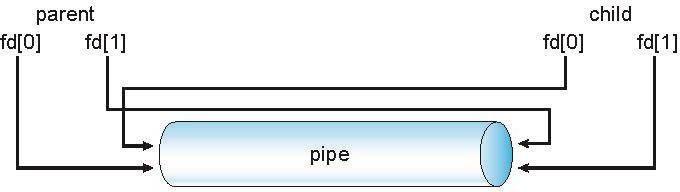 parent child
fd[0] fd[1] fd[0] fd[1]
pipe